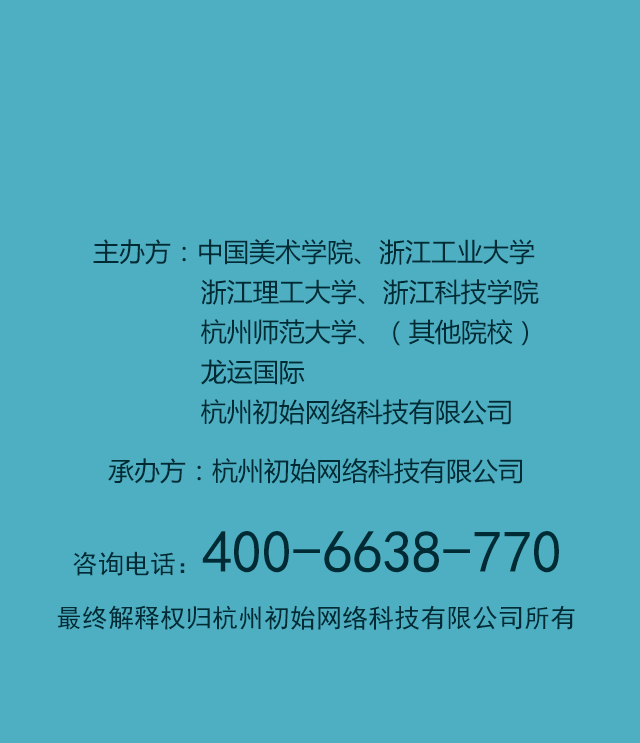 主办方：中国美术学院、浙江工业大学
浙江理工大学、浙江科技学院
杭州师范大学、（其他院校）
龙运国际
杭州初始网络科技有限公司
承办方：杭州初始网络科技有限公司
咨询电话：400-6638-770
最终解释权归杭州初始网络科技有限公司所有